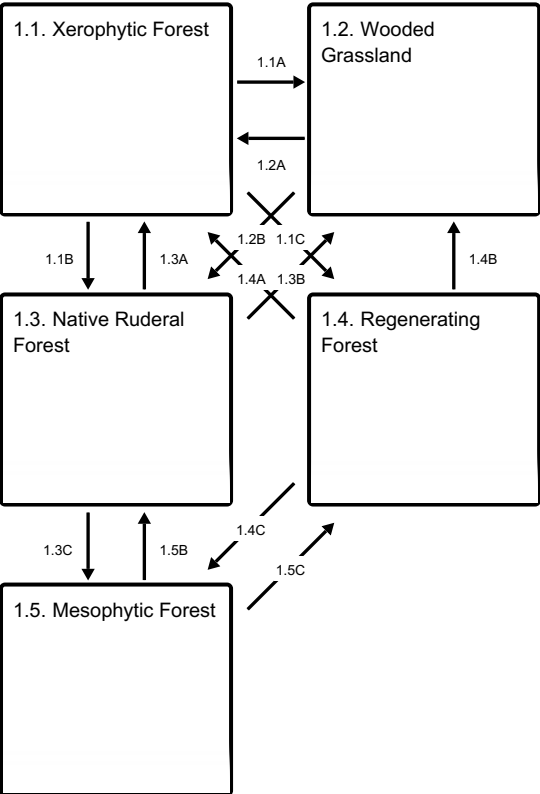 1.1. Xerophytic Forest
1.2. Wooded
Grassland
1.1A
1.2A
1.1B
1.3A
1.2B
1.1C
1.4A
1.3B
1.4B
1.3. Native Ruderal
Forest
1.4. Regenerating
Forest
1.3C
1.5B
1.4C
1.5C
1.5. Mesophytic Forest